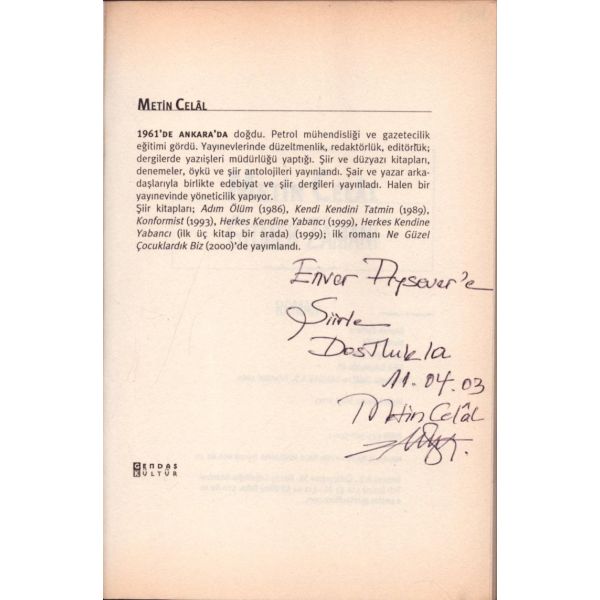 METİN CELÂL
1961'DE ANKARA'DA doğdu. Petrol mühendisliği ve gazetecilik
eğitimi gördü. Yayınevlerinde düzeltmenlik, redaktörlük, editörlük;
dergilerde yazıişleri müdürlüğü yaptığı. Şiir ve düzyazı kitapları,
denemeler, öykü ve şiir antolojileri yayınlandı. Şair ve yazar arka-
daşlarıyla birlikte edebiyat ve şiir dergileri yayınladı. Halen bir
yayınevinde yöneticilik yapıyor.
Şiir kitapları; Adım Ölüm (1986), Kendi Kendini Tatmin (1989),
Konformist (1993), Herkes Kendine Yabancı (1999), Herkes Kendine
Yabancı (ilk üç kitap bir arada) (1999); ilk romanı Ne Güzel
Çocuklardık Biz (2000)'de yayımlandı.
Enver Aysever'e
Şiirle
Dostlukla
11.04.03
Metin Celâl
GENDAŞ
KÜLTÜR